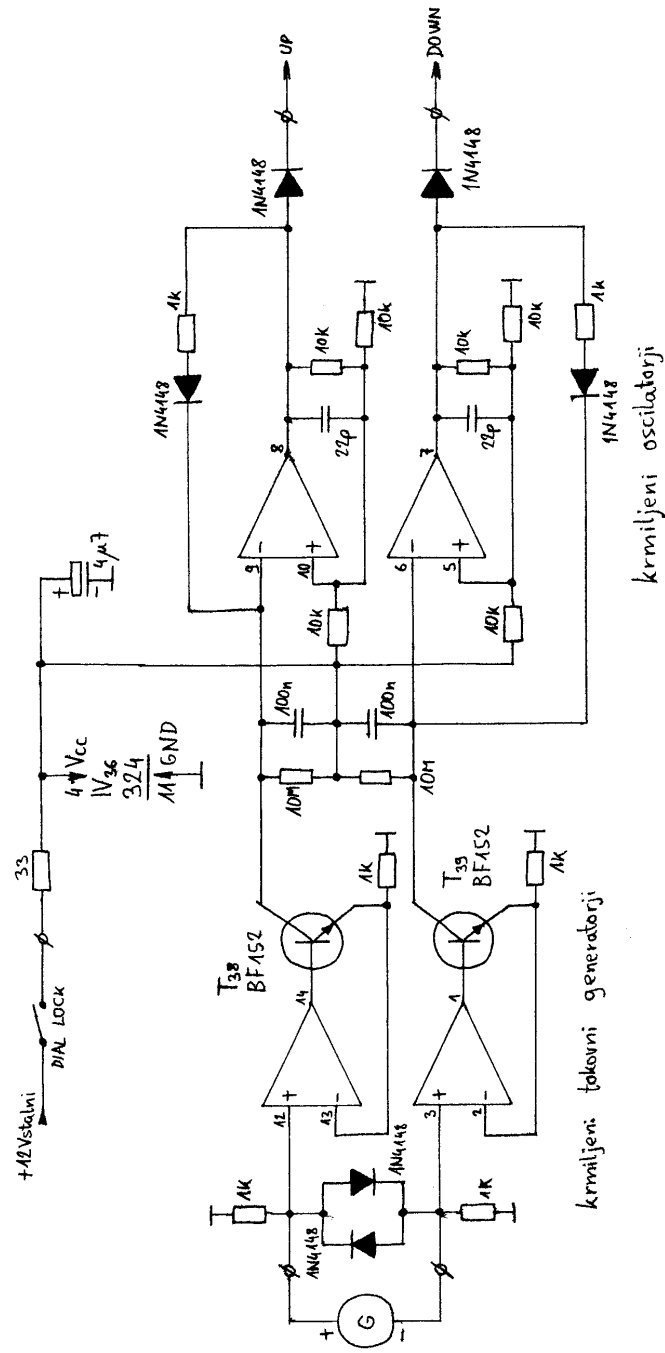 +12Vstalni
DIAL LOCK
33
4 Vcc
IV36
324
11 GND
+
-
4µ7
1N4148
1k
1N4148
UP
9
-
10
+
8
22p
10k
10k
10k
100n
100n
10M
10M
T38
BF152
1k
12
+
13
-
14
1K
1N4148
1N4148
+
G
-
1K
3
+
2
-
1
T39
BF152
1K
6
-
5
+
7
22p
10k
10k
10k
1N4148
DOWN
1k
1N4148
krmiljeni tokovni generatorji
krmiljeni oscilatorji